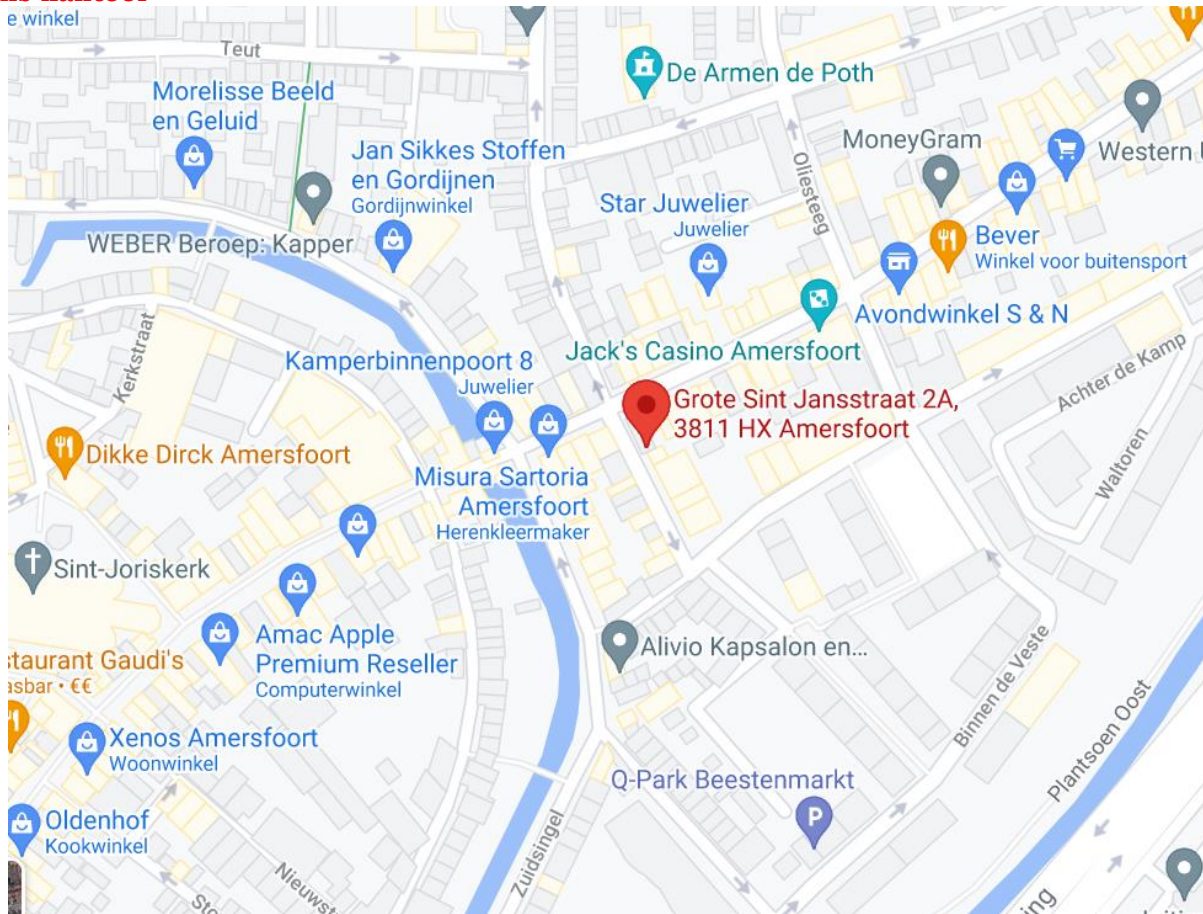 e winkel
Teut
De Armen de Poth
Morelisse Beeld
en Geluid
MoneyGram
Western U
Jan Sikkes Stoffen
en Gordijnen
Gordijnwinkel
Oliesteeg
Star Juwelier
Juwelier
WEBER Beroep: Kapper
Bever
Winkel voor buitensport
Avondwinkel S & N
Kerkstraat
Kamperbinnenpoort 8
Juwelier
Jack's Casino Amersfoort
Achter de Kamp
Grote Sint Jansstraat 2A,
3811 HX Amersfoort
Dikke Dirck Amersfoort
Waltoren
Misura Sartoria
Amersfoort
Herenkleermaker
Sint-Joriskerk
Amac Apple
Premium Reseller
Computerwinkel
Alivio Kapsalon en...
staurant Gaudi's
asbar • €€
Binnen de Veste
Plantsoen Oost
Xenos Amersfoort
Woonwinkel
Q-Park Beestenmarkt
P
Oldenhof
Kookwinkel
Zuidsingel
Nieuwst
Sto
ing